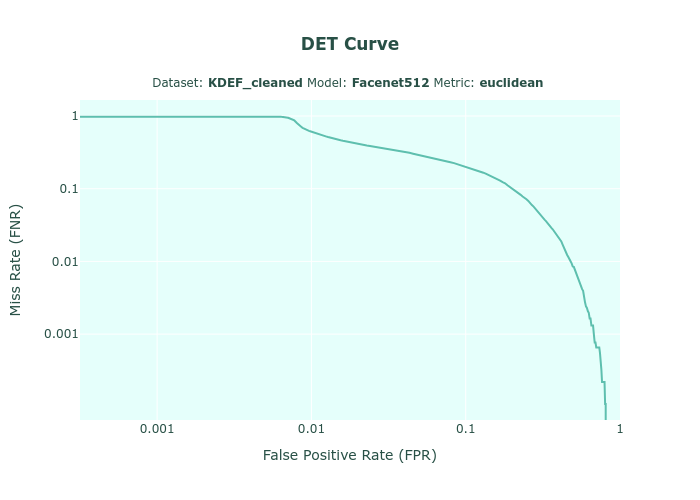 DET Curve
Dataset: KDEF_cleaned Model: Facenet512 Metric: euclidean
1
0.1
0.01
0.001
Miss Rate (FNR)
0.001
0.01
0.1
1
False Positive Rate (FPR)